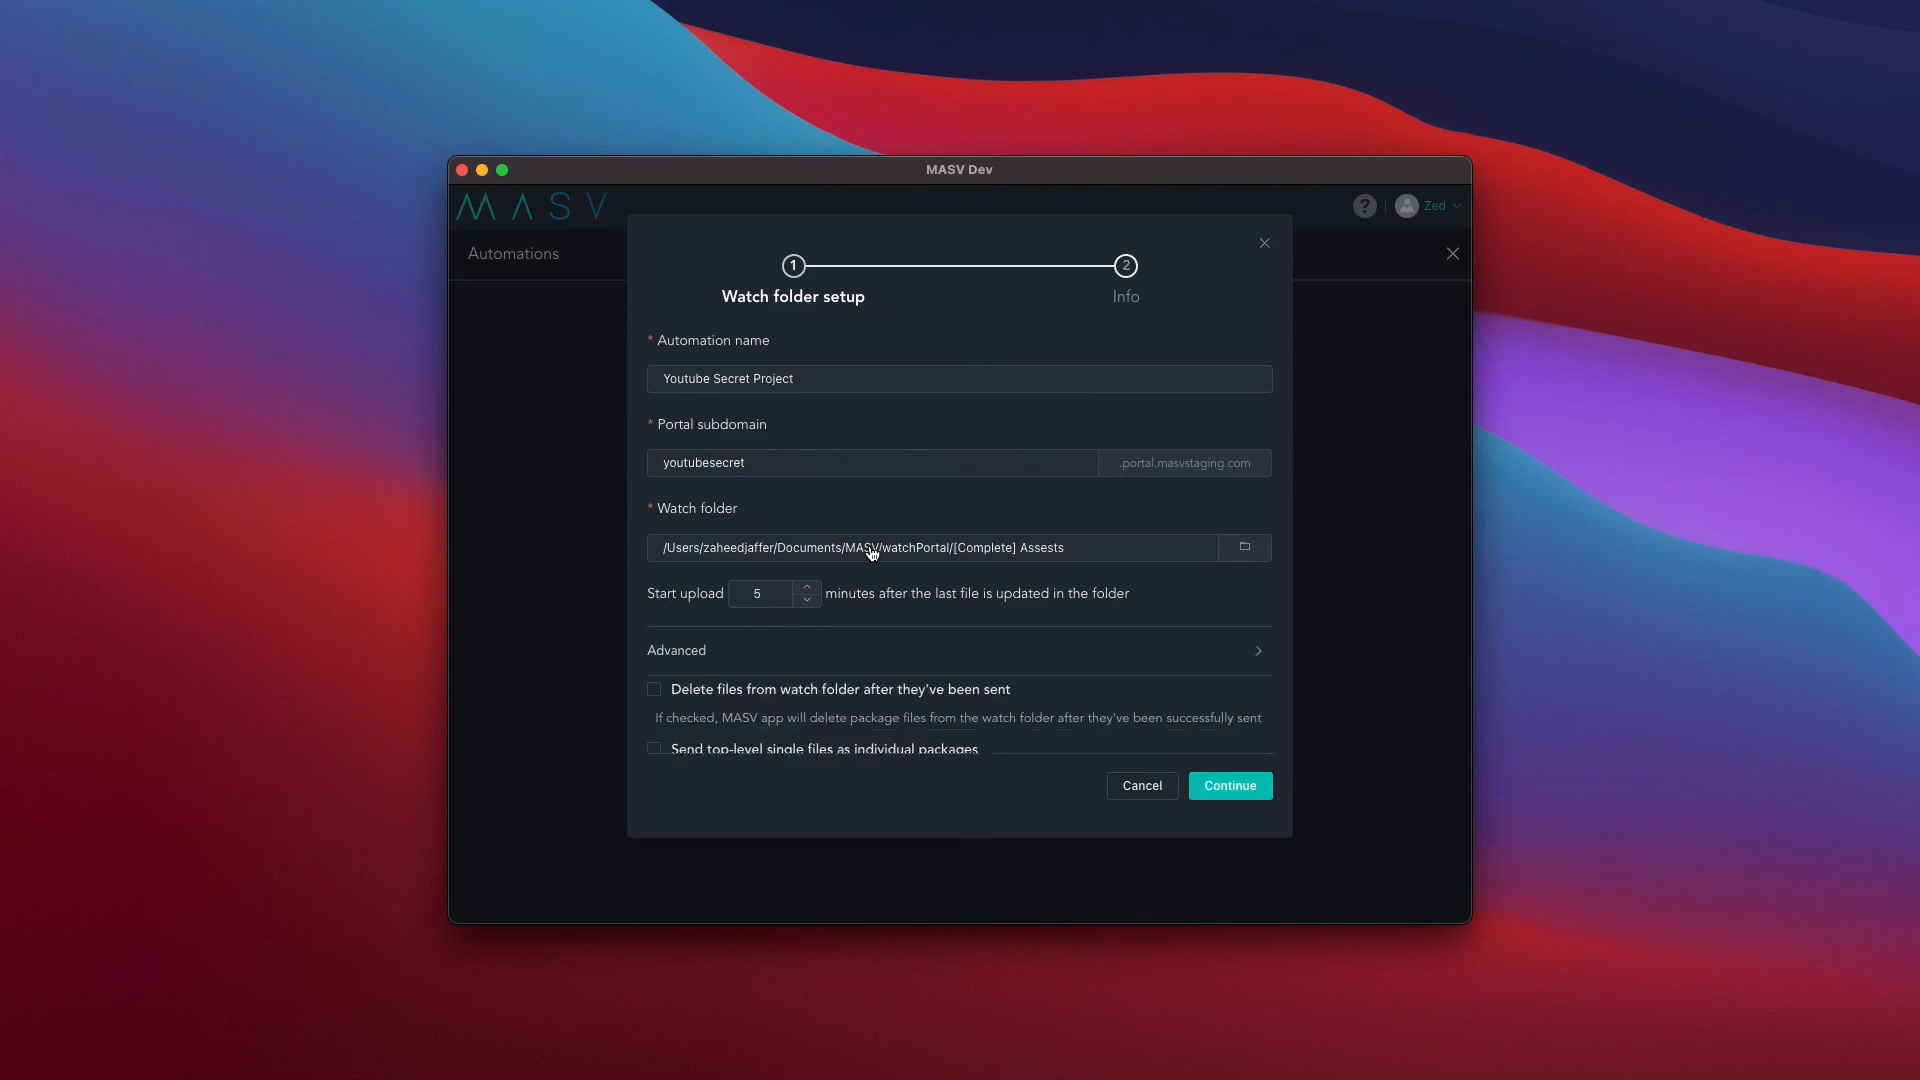 MASV Dev
MASV
? Zed
Automations
1 2
Watch folder setup Info
* Automation name
Youtube Secret Project
* Portal subdomain
youtubesecret .portal.masvstaging.com
* Watch folder
/Users/zaheedjaffer/Documents/MASV/watchPortal/[Complete] Assests
Start upload 5 minutes after the last file is updated in the folder
Advanced
Delete files from watch folder after they've been sent
If checked, MASV app will delete package files from the watch folder after they've been successfully sent
Send top-level single files as individual packages
Cancel Continue